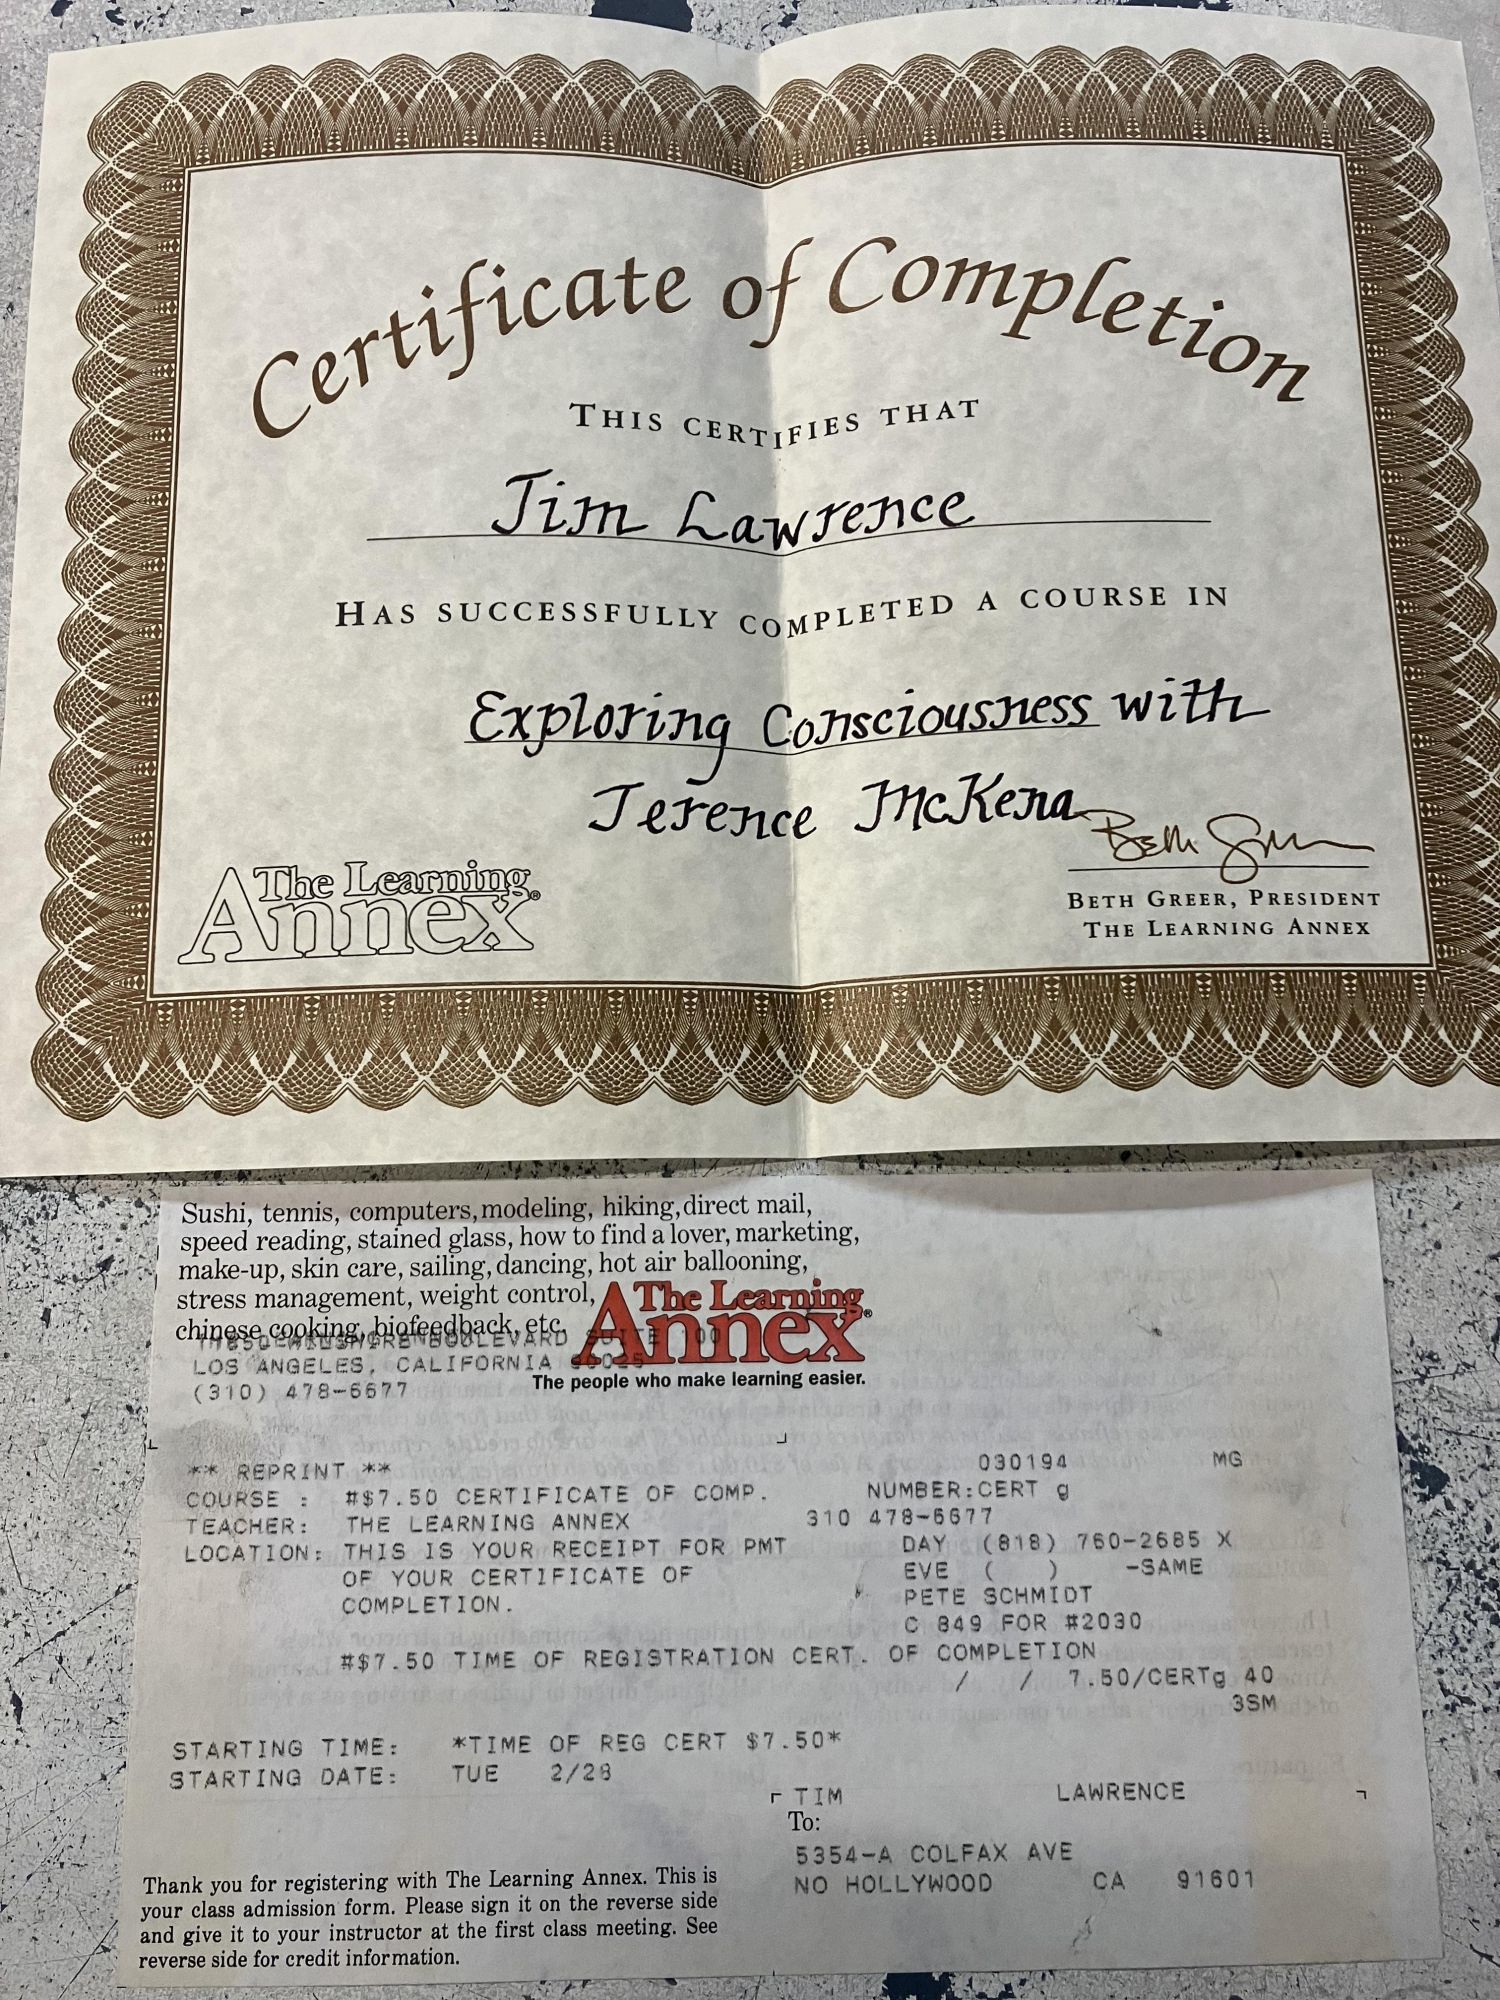 Certificate of Completion
THIS CERTIFIES THAT
Jim Lawrence
HAS SUCCESSFULLY COMPLETED A COURSE IN
Exploring Consciousness with
Terence McKena
Beth Greer
The Learning
Annex®
BETH GREER, PRESIDENT
THE LEARNING ANNEX
Sushi, tennis, computers, modeling, hiking, direct mail,
speed reading, stained glass, how to find a lover, marketing,
make-up, skin care, sailing, dancing, hot air ballooning,
stress management, weight control,
chinese cooking, biofeedback, etc.
The Learning
Annex®
The people who make learning easier.
BOULEVARD SUITE 100
LOS ANGELES, CALIFORNIA 90025
(310) 478-6677
** REPRINT ** 030194 MG
COURSE : #$7.50 CERTIFICATE OF COMP. NUMBER:CERT g
TEACHER: THE LEARNING ANNEX 310 478-6677
LOCATION: THIS IS YOUR RECEIPT FOR PMT DAY (818) 760-2685 X
OF YOUR CERTIFICATE OF EVE ( ) -SAME
COMPLETION. PETE SCHMIDT
C 849 FOR #2030
#$7.50 TIME OF REGISTRATION CERT. OF COMPLETION
/ / 7.50/CERTg 40
3SM
STARTING TIME: *TIME OF REG CERT $7.50*
STARTING DATE: TUE 2/28
TIM LAWRENCE
To:
5354-A COLFAX AVE
NO HOLLYWOOD CA 91601
Thank you for registering with The Learning Annex. This is
your class admission form. Please sign it on the reverse side
and give it to your instructor at the first class meeting. See
reverse side for credit information.